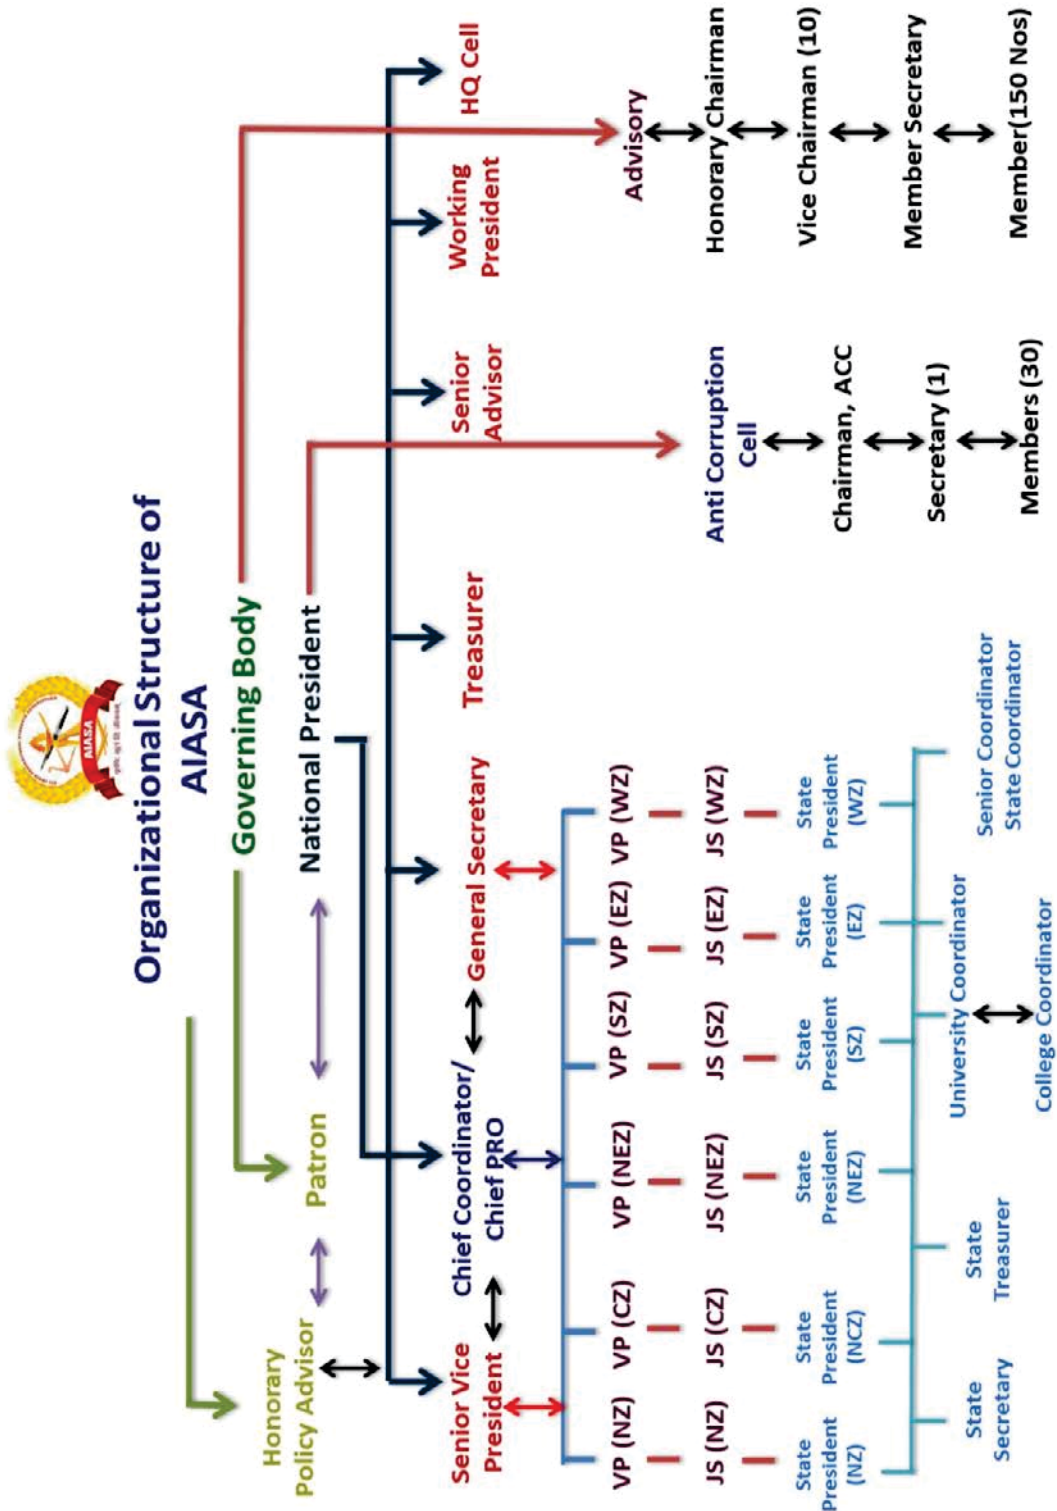 AIASA
Organizational Structure of
AIASA
Governing Body
National President
Patron
Honorary
Policy Advisor
Senior Vice
President
Chief Coordinator/
Chief PRO
General Secretary
Treasurer
Senior
Advisor
Working
President
HQ Cell
VP (NZ)
VP (CZ)
VP (NEZ)
VP (SZ)
VP (EZ)
VP (WZ)
JS (NZ)
JS (CZ)
JS (NEZ)
JS (SZ)
JS (EZ)
JS (WZ)
State
President
(NZ)
State
President
(NCZ)
State
President
(NEZ)
State
President
(SZ)
State
President
(EZ)
State
President
(WZ)
State
Secretary
State
Treasurer
University Coordinator
College Coordinator
Senior Coordinator
State Coordinator
Anti Corruption
Cell
Chairman, ACC
Secretary (1)
Members (30)
Advisory
Honorary Chairman
Vice Chairman (10)
Member Secretary
Member(150 Nos)